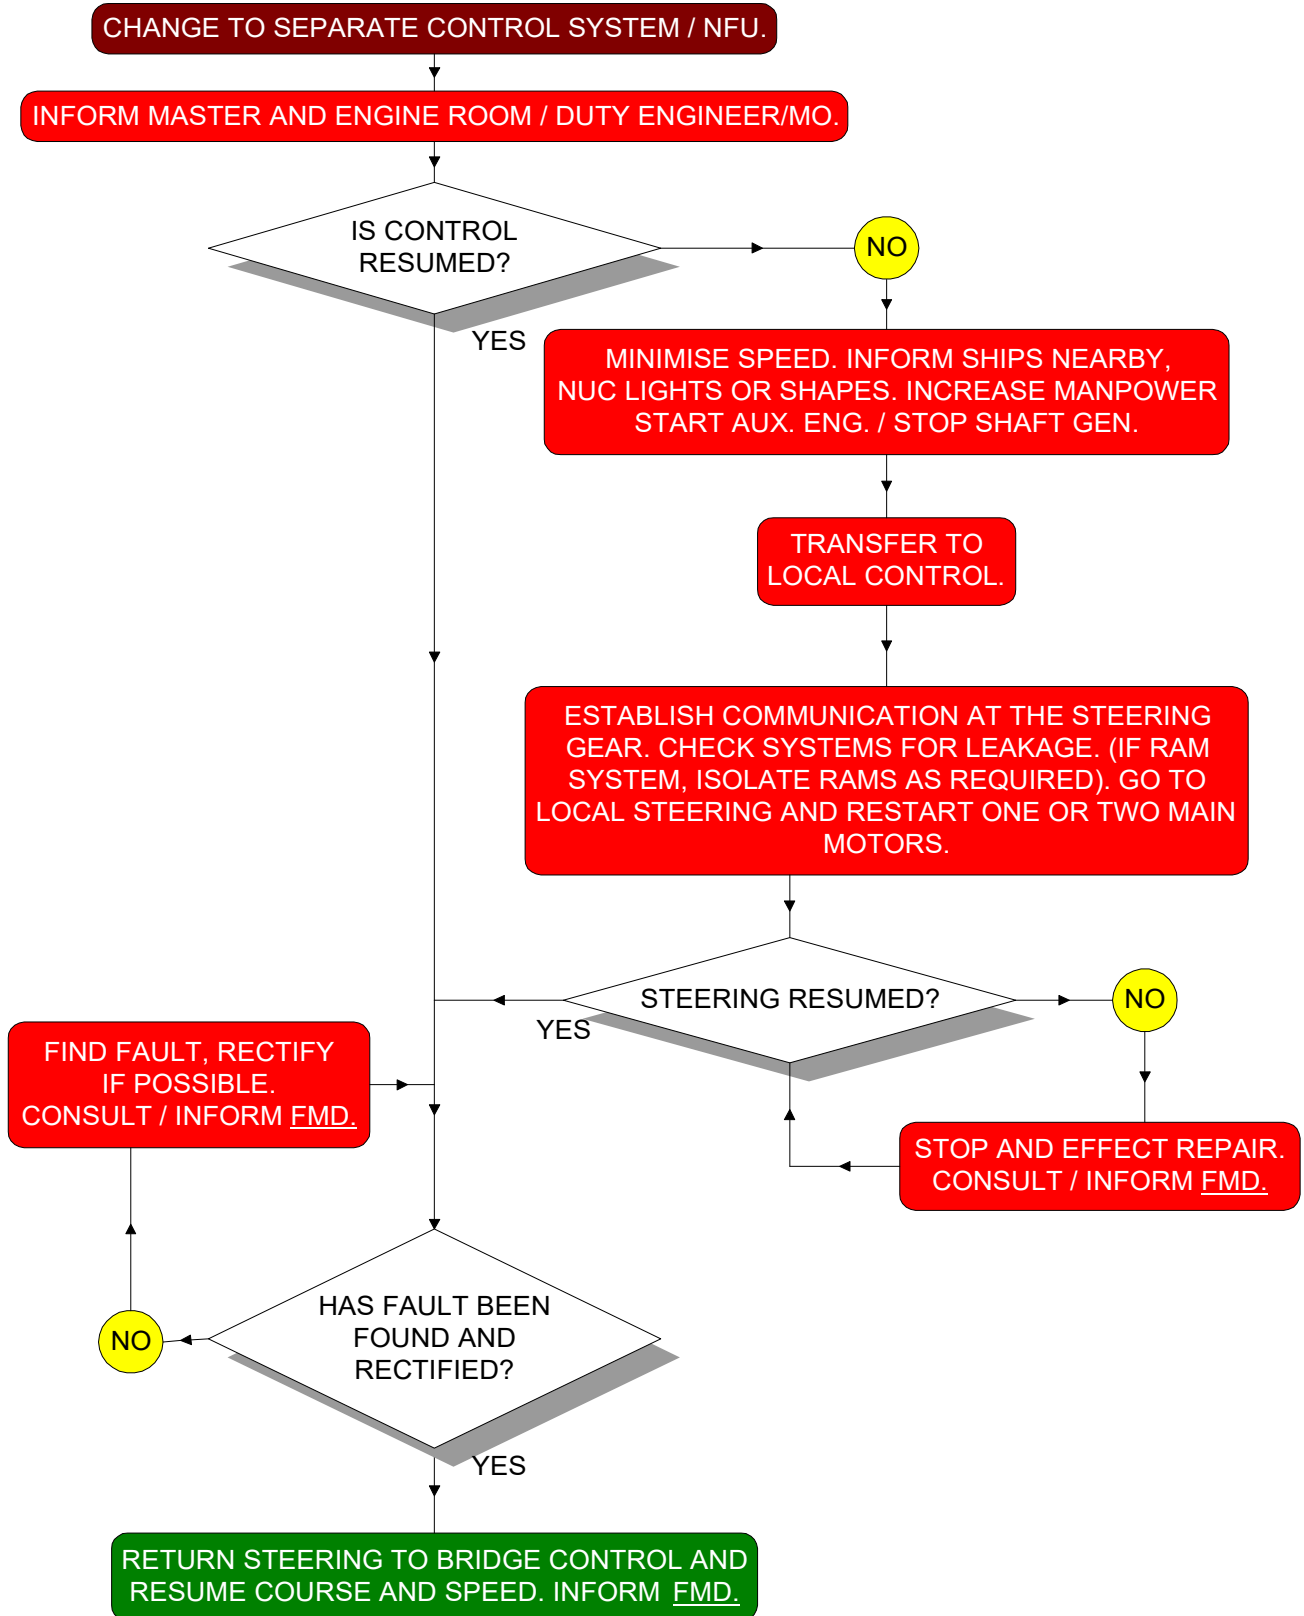 CHANGE TO SEPARATE CONTROL SYSTEM / NFU.
INFORM MASTER AND ENGINE ROOM / DUTY ENGINEER/MO.
IS CONTROL
RESUMED?
NO
YES
MINIMISE SPEED. INFORM SHIPS NEARBY,
NUC LIGHTS OR SHAPES. INCREASE MANPOWER
START AUX. ENG. / STOP SHAFT GEN.
TRANSFER TO
LOCAL CONTROL.
ESTABLISH COMMUNICATION AT THE STEERING
GEAR. CHECK SYSTEMS FOR LEAKAGE. (IF RAM
SYSTEM, ISOLATE RAMS AS REQUIRED). GO TO
LOCAL STEERING AND RESTART ONE OR TWO MAIN
MOTORS.
STEERING RESUMED?
NO
YES
STOP AND EFFECT REPAIR.
CONSULT / INFORM FMD.
FIND FAULT, RECTIFY
IF POSSIBLE.
CONSULT / INFORM FMD.
HAS FAULT BEEN
FOUND AND
RECTIFIED?
NO
YES
RETURN STEERING TO BRIDGE CONTROL AND
RESUME COURSE AND SPEED. INFORM FMD.